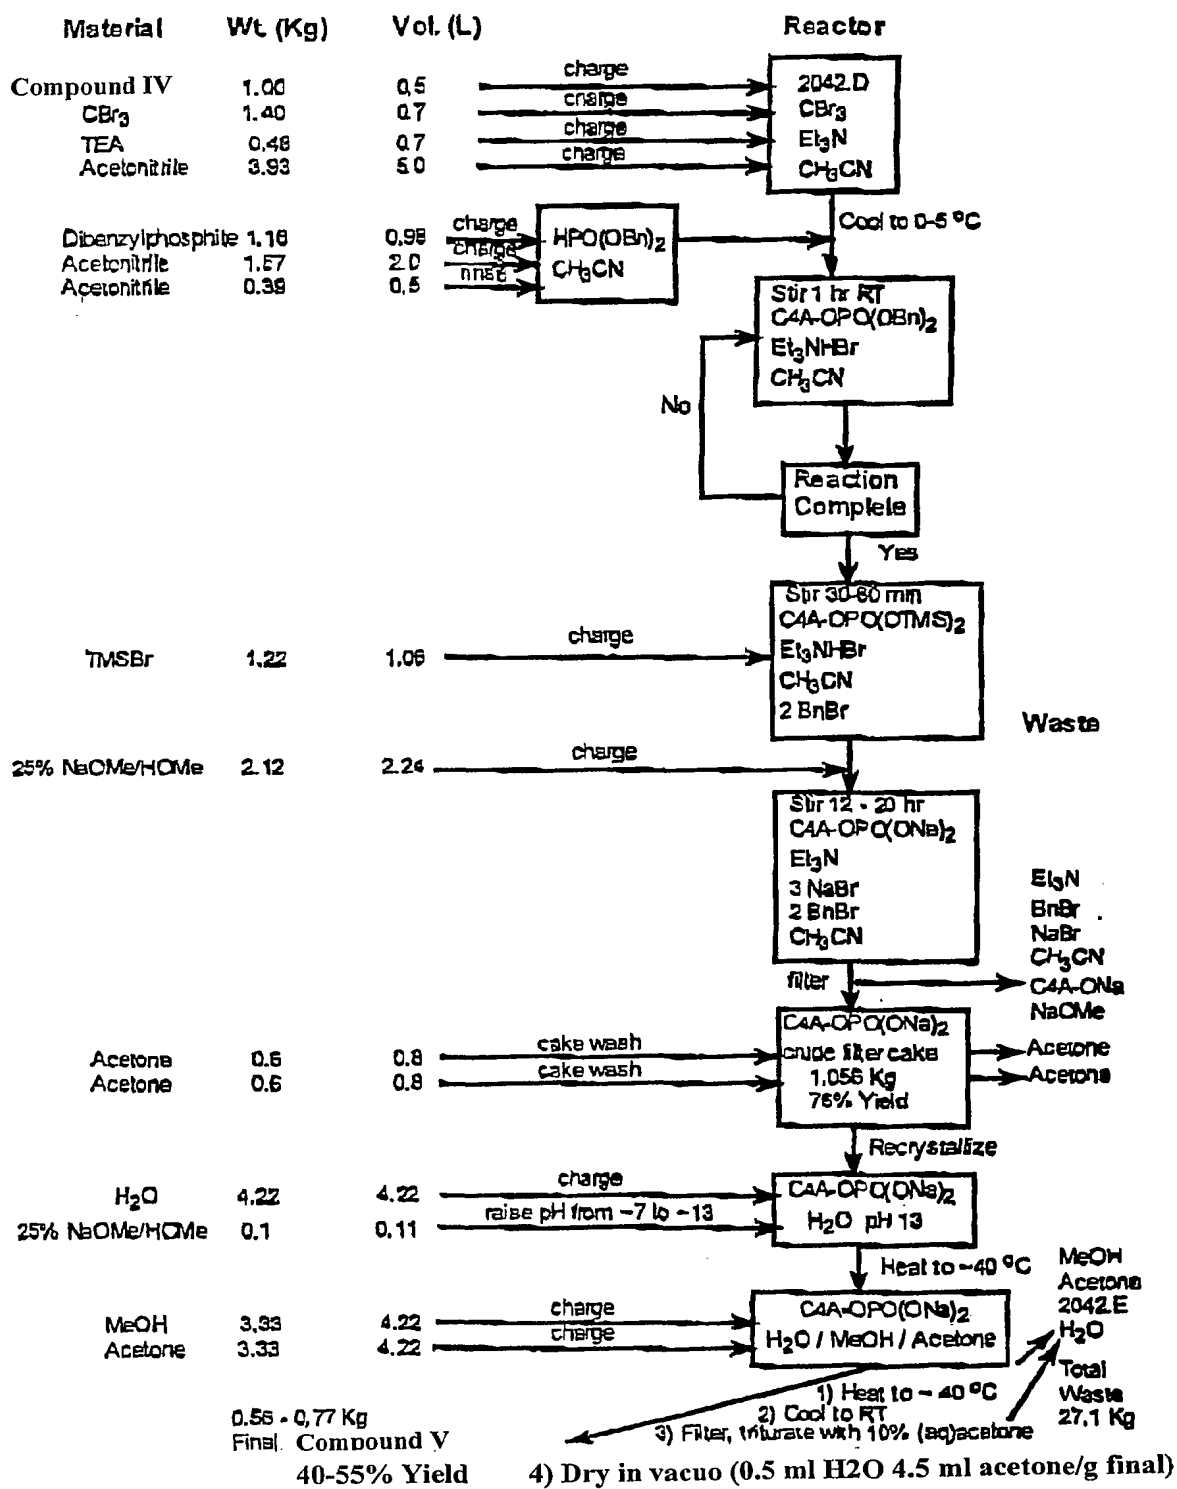 Material Wt. (Kg) Vol. (L) Reactor
Compound IV 1.00 0,5 charge 2042.D
CBr3 1.40 0.7 charge CBr3
TEA 0.48 0.7 charge Et3N
Acetonitrile 3.93 5.0 charge CH3CN
Cool to 0-5 °C
Dibenzylphosphite 1.16 0.98 charge HPO(OBn)2
Acetonitrile 1.57 2.0 charge CH3CN
Acetonitrile 0.39 0,5 rinse
Stir 1 hr RT
C4A-OPO(OBn)2
Et3NHBr
CH3CN
No
Reaction
Complete
Yes
Stir 30-60 min
C4A-OPO(OTMS)2
TMSBr 1.22 1.06 charge Et3NHBr
CH3CN
2 BnBr
Waste
25% NaOMe/HOMe 2.12 2.24 charge
Stir 12 - 20 hr
C4A-OPO(ONa)2
Et3N
3 NaBr
2 BnBr
CH3CN
filter
Et3N
BnBr
NaBr
CH3CN
C4A-ONa
NaOMe
C4A-OPO(ONa)2
Acetone 0.6 0.8 cake wash crude filter cake Acetone
Acetone 0.6 0.8 cake wash 1.056 Kg Acetone
76% Yield
Recrystallize
H2O 4.22 4.22 charge C4A-OPO(ONa)2
25% NaOMe/HOMe 0.1 0.11 raise pH from ~7 to ~13 H2O pH 13
Heat to ~40 °C
MeOH
Acetone
2042.E
H2O
MeOH 3.33 4.22 charge C4A-OPO(ONa)2
Acetone 3.33 4.22 charge H2O / MeOH / Acetone
Total
Waste
27.1 Kg
1) Heat to ~ 40 °C
2) Cool to RT
3) Filter, triturate with 10% (aq)acetone
0.56 - 0,77 Kg
Final. Compound V
40-55% Yield 4) Dry in vacuo (0.5 ml H2O 4.5 ml acetone/g final)